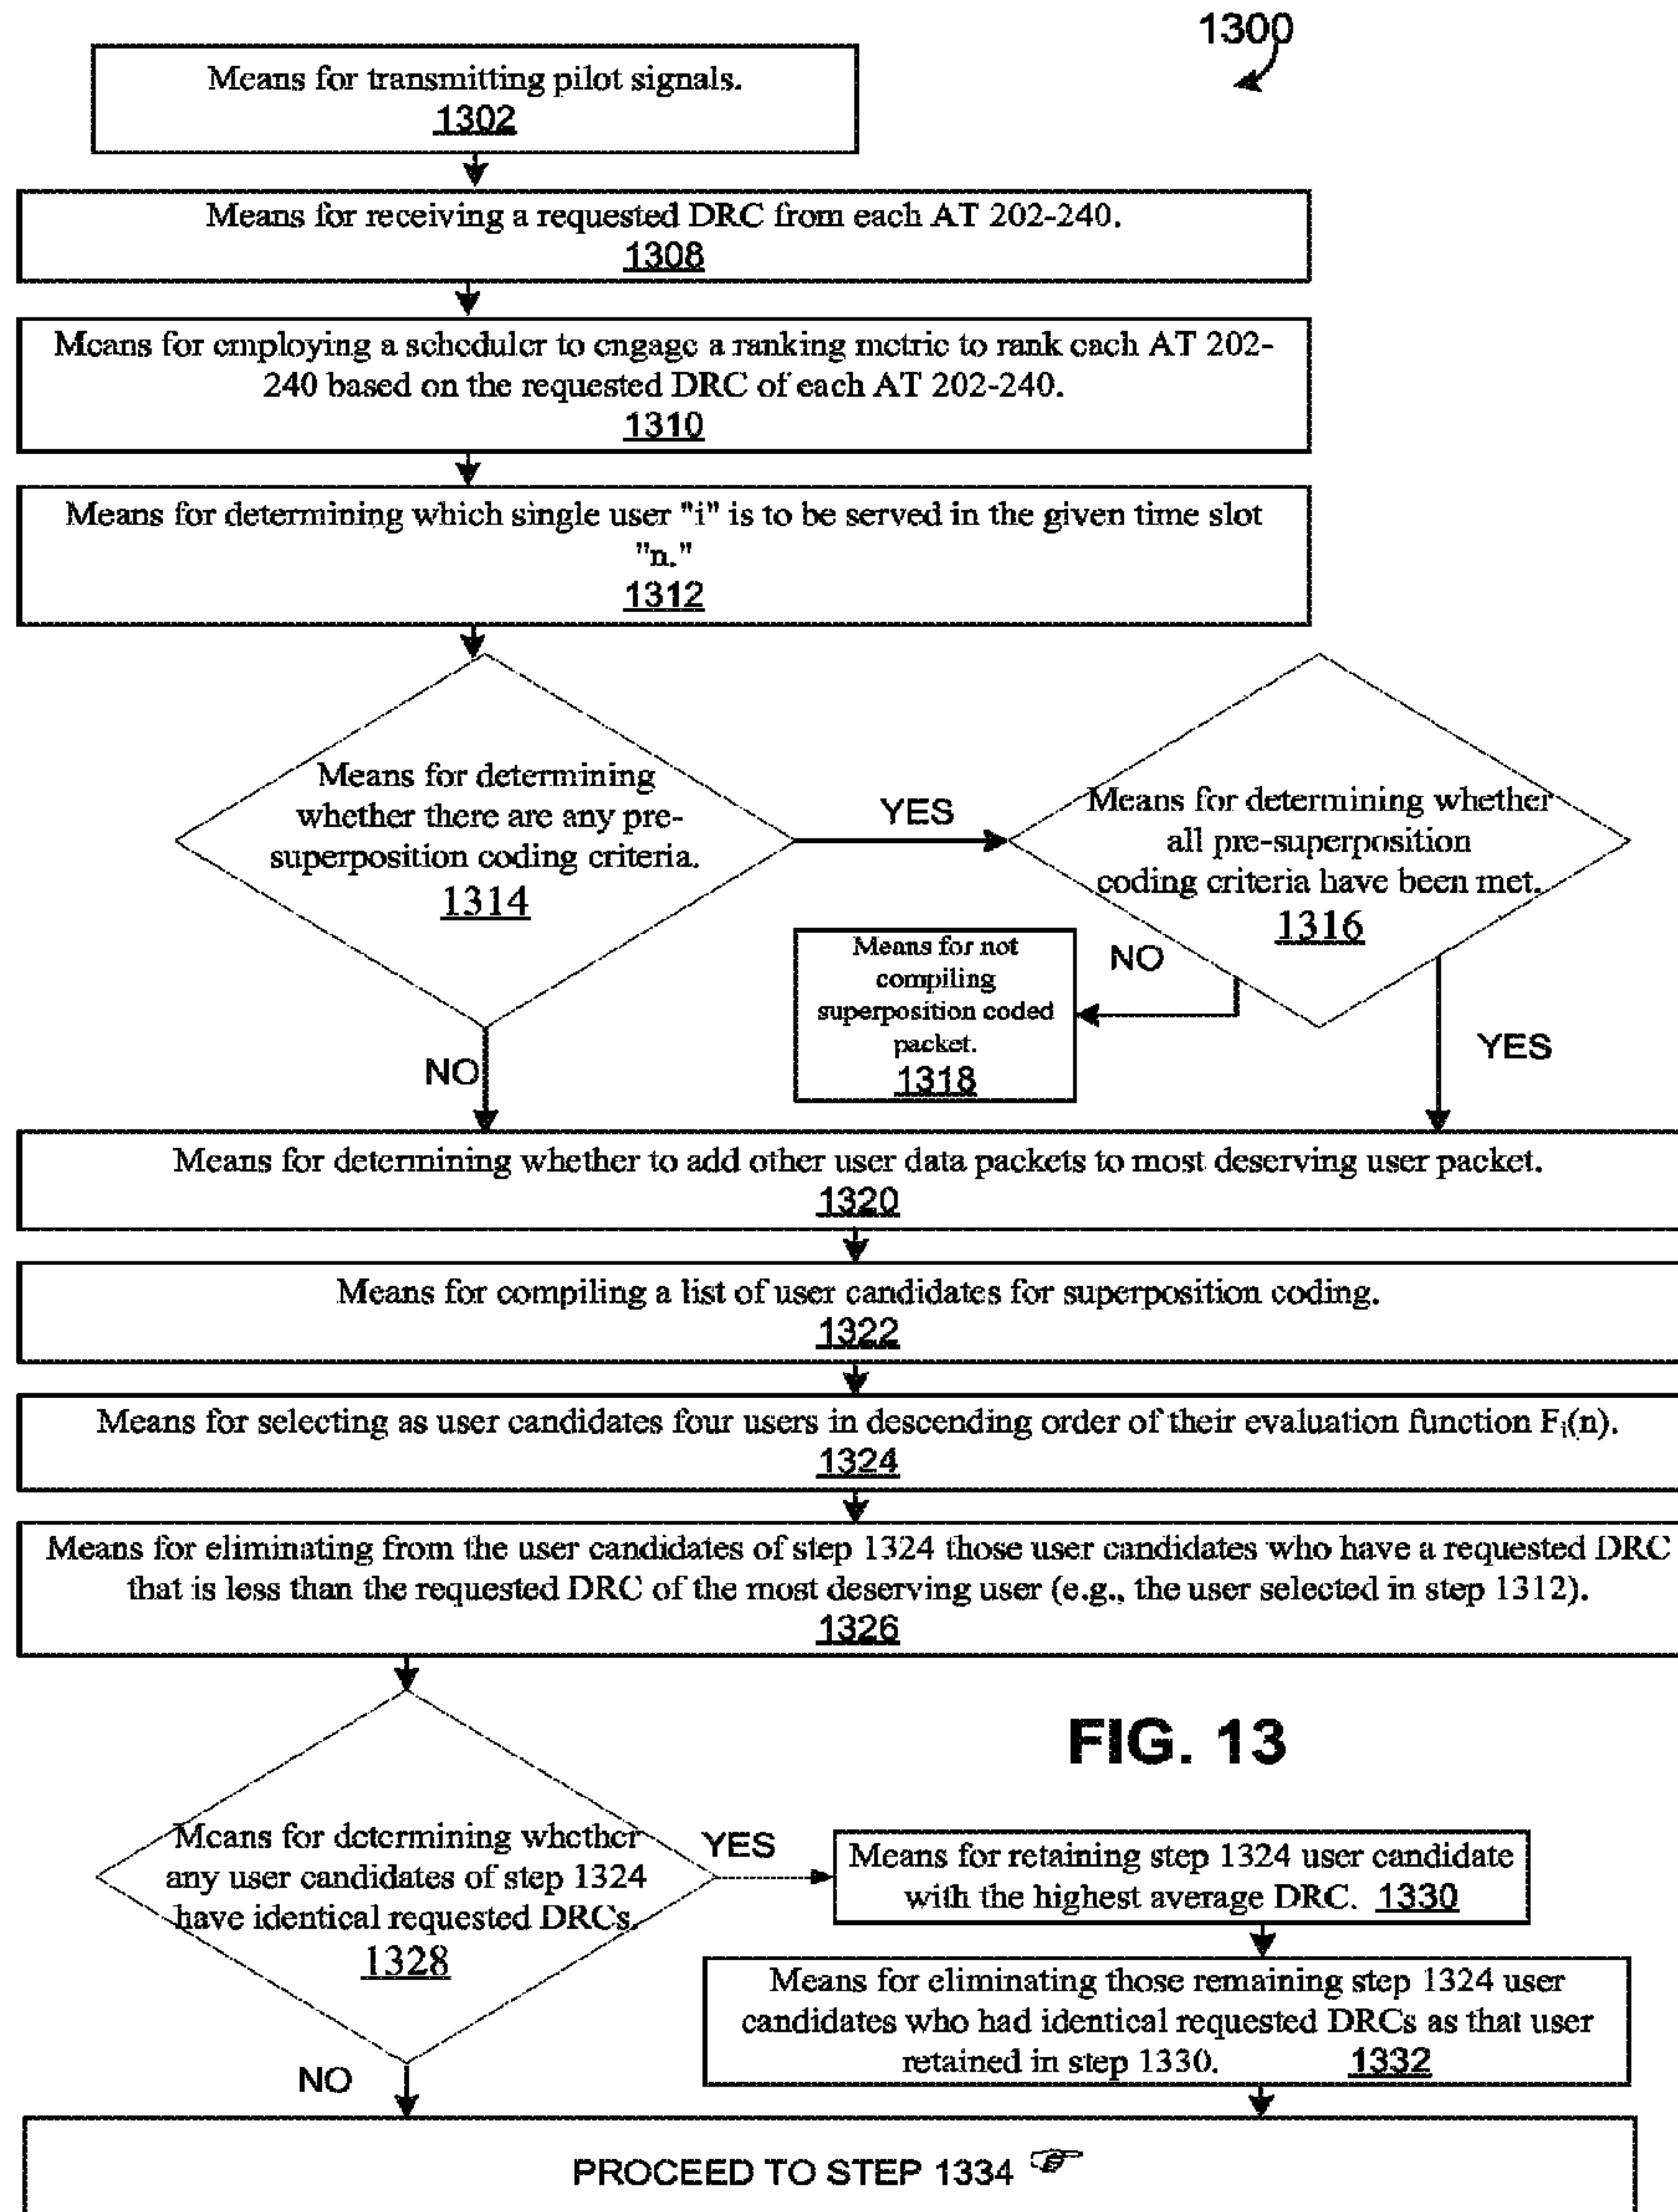 1300
Means for transmitting pilot signals.
1302
Means for receiving a requested DRC from each AT 202-240.
1308
Means for employing a scheduler to engage a ranking metric to rank each AT 202-
240 based on the requested DRC of each AT 202-240.
1310
Means for determining which single user "i" is to be served in the given time slot
"n."
1312
Means for determining
whether there are any pre-
superposition coding criteria.
1314
YES
Means for determining whether
all pre-superposition
coding criteria have been met.
1316
NO
Means for not
compiling
superposition coded
packet.
1318
YES
NO
Means for determining whether to add other user data packets to most deserving user packet.
1320
Means for compiling a list of user candidates for superposition coding.
1322
Means for selecting as user candidates four users in descending order of their evaluation function Fi(n).
1324
Means for eliminating from the user candidates of step 1324 those user candidates who have a requested DRC
that is less than the requested DRC of the most deserving user (e.g., the user selected in step 1312).
1326
FIG. 13
Means for determining whether
any user candidates of step 1324
have identical requested DRCs.
1328
YES
Means for retaining step 1324 user candidate
with the highest average DRC. 1330
Means for eliminating those remaining step 1324 user
candidates who had identical requested DRCs as that user
retained in step 1330. 1332
NO
PROCEED TO STEP 1334 ☞